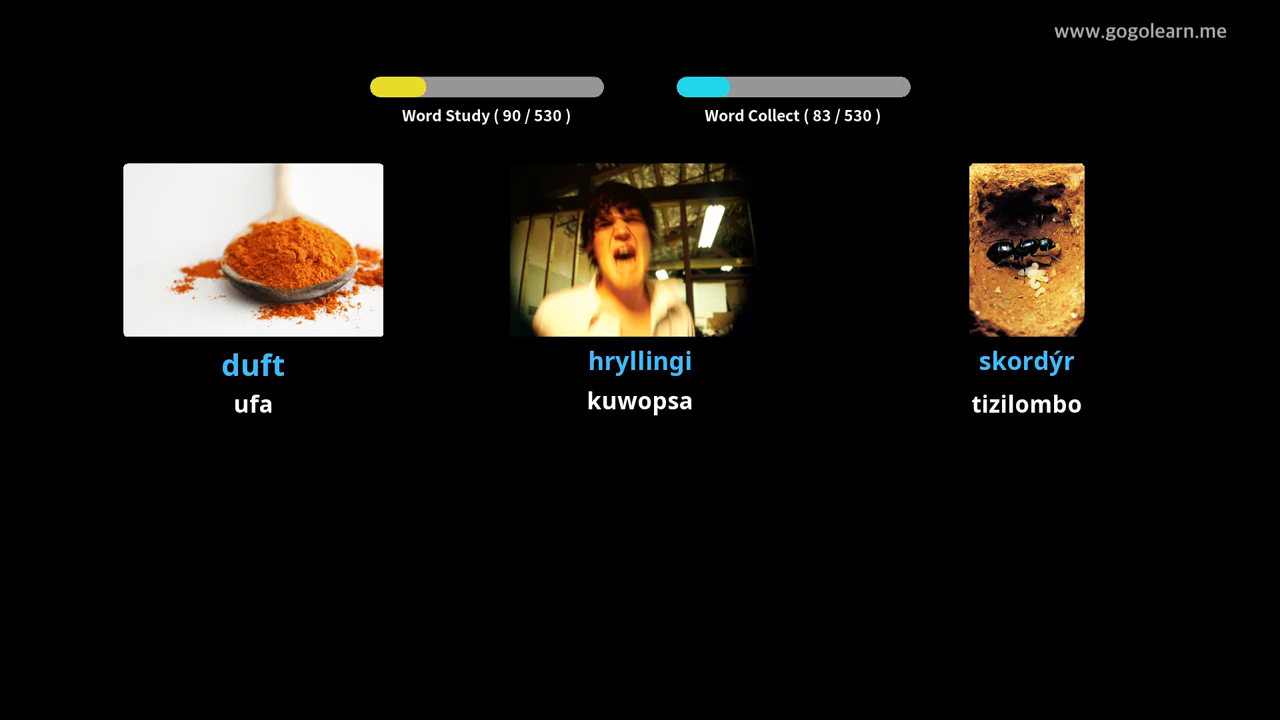 www.gogolearn.me
Word Study ( 90 / 530 )
Word Collect ( 83 / 530 )
duft
ufa
hryllingi
kuwopsa
skordýr
tizilombo